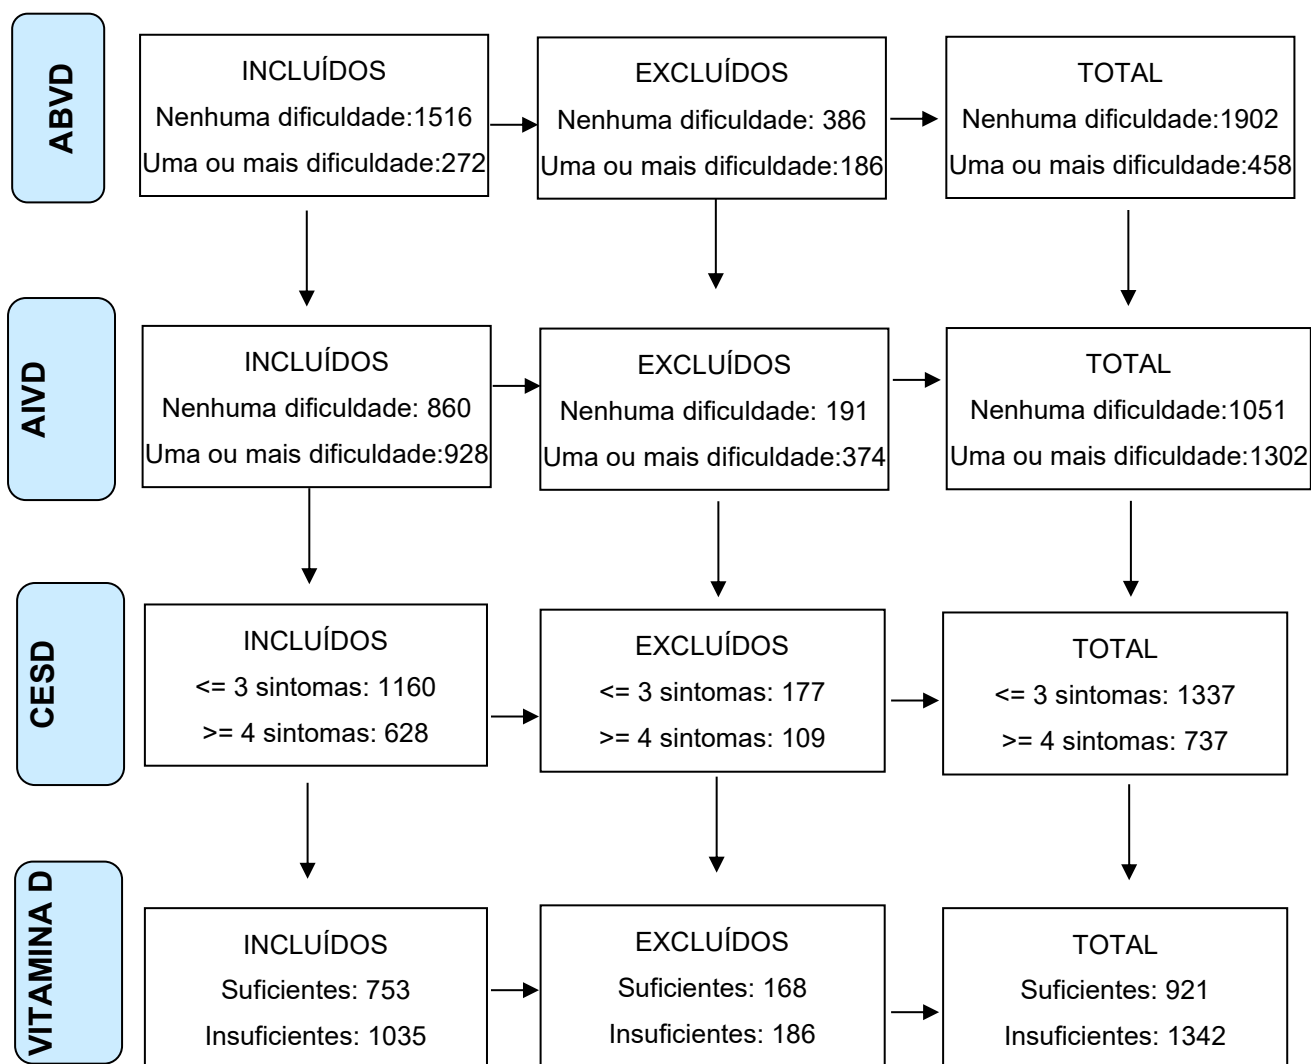 ABVD
INCLUÍDOS
Nenhuma dificuldade:1516
Uma ou mais dificuldade:272
EXCLUÍDOS
Nenhuma dificuldade: 386
Uma ou mais dificuldade:186
TOTAL
Nenhuma dificuldade:1902
Uma ou mais dificuldade:458
AIVD
INCLUÍDOS
Nenhuma dificuldade: 860
Uma ou mais dificuldade:928
EXCLUÍDOS
Nenhuma dificuldade: 191
Uma ou mais dificuldade:374
TOTAL
Nenhuma dificuldade:1051
Uma ou mais dificuldade:1302
CESD
INCLUÍDOS
<= 3 sintomas: 1160
>= 4 sintomas: 628
EXCLUÍDOS
<= 3 sintomas: 177
>= 4 sintomas: 109
TOTAL
<= 3 sintomas: 1337
>= 4 sintomas: 737
VITAMINA D
INCLUÍDOS
Suficientes: 753
Insuficientes: 1035
EXCLUÍDOS
Suficientes: 168
Insuficientes: 186
TOTAL
Suficientes: 921
Insuficientes: 1342